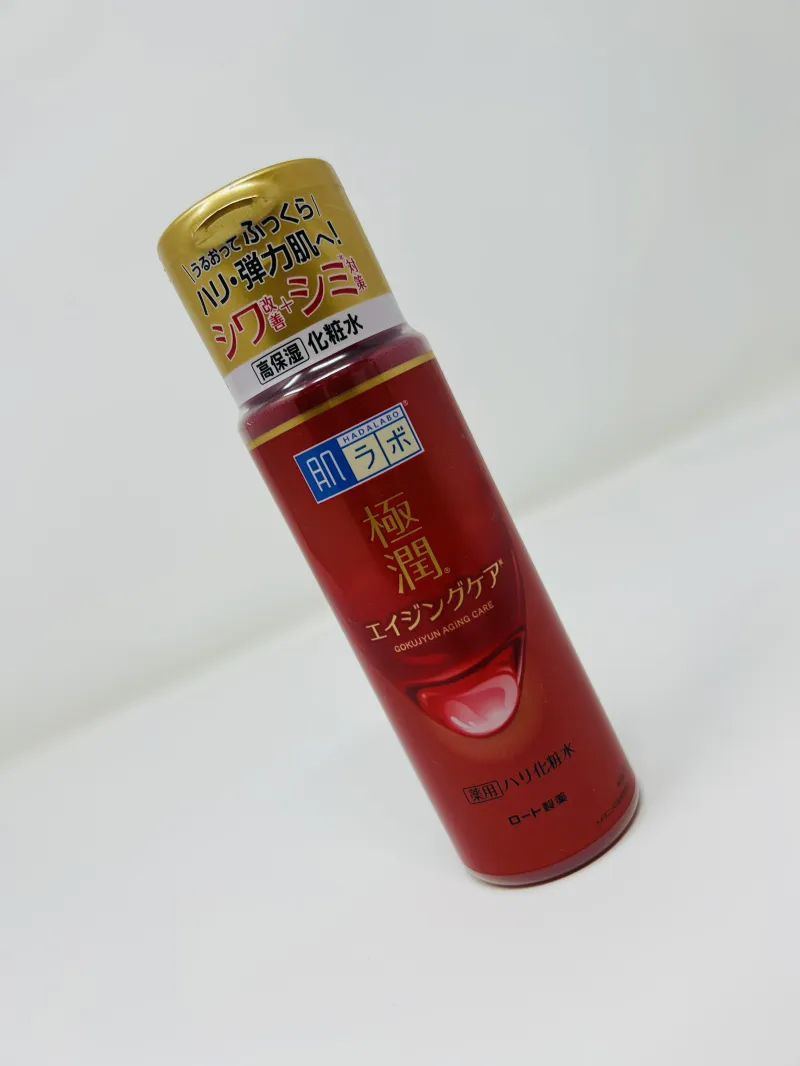 \うるおってふっくら/
ハリ・弾力肌へ!
シワ改善+シミ*対策
高保湿 化粧水
HADALABO®
肌ラボ
極
潤®
エイジングケア*
GOKUJYUN AGING CARE
薬用 ハリ化粧水
ロート製薬